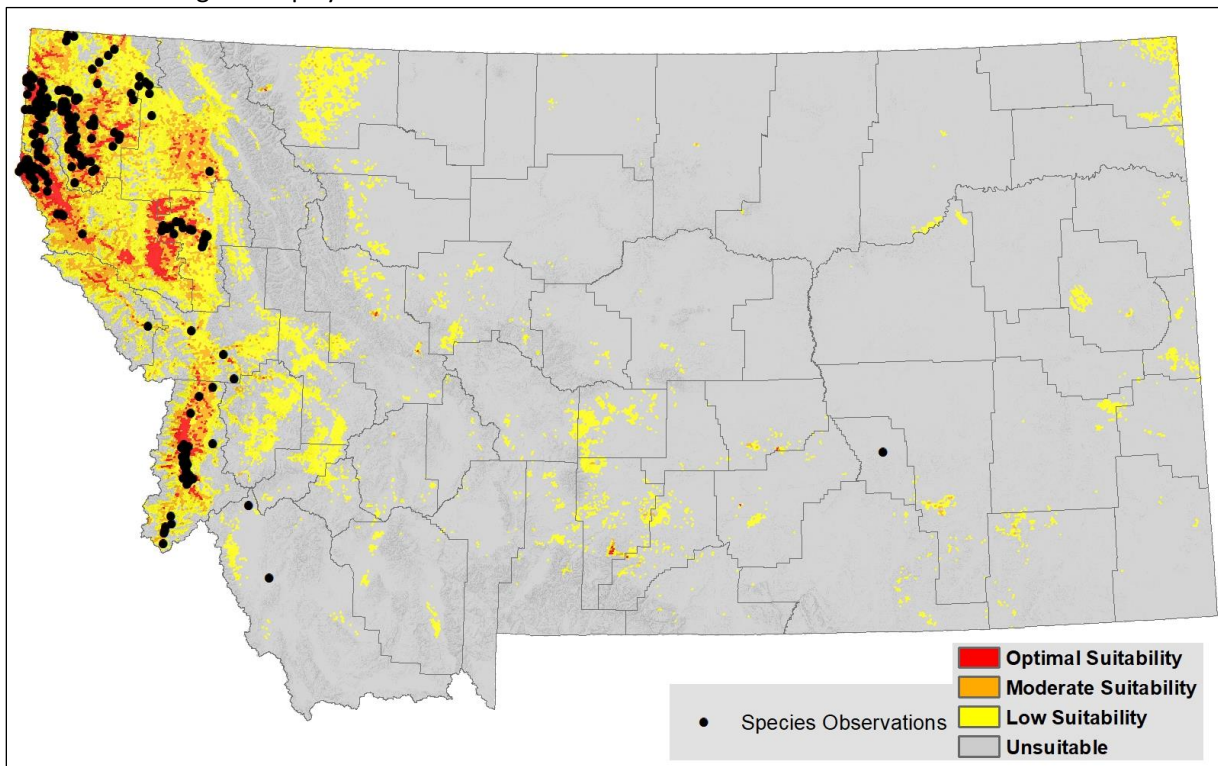 Optimal Suitability
Moderate Suitability
Species Observations
Low Suitability
Unsuitable